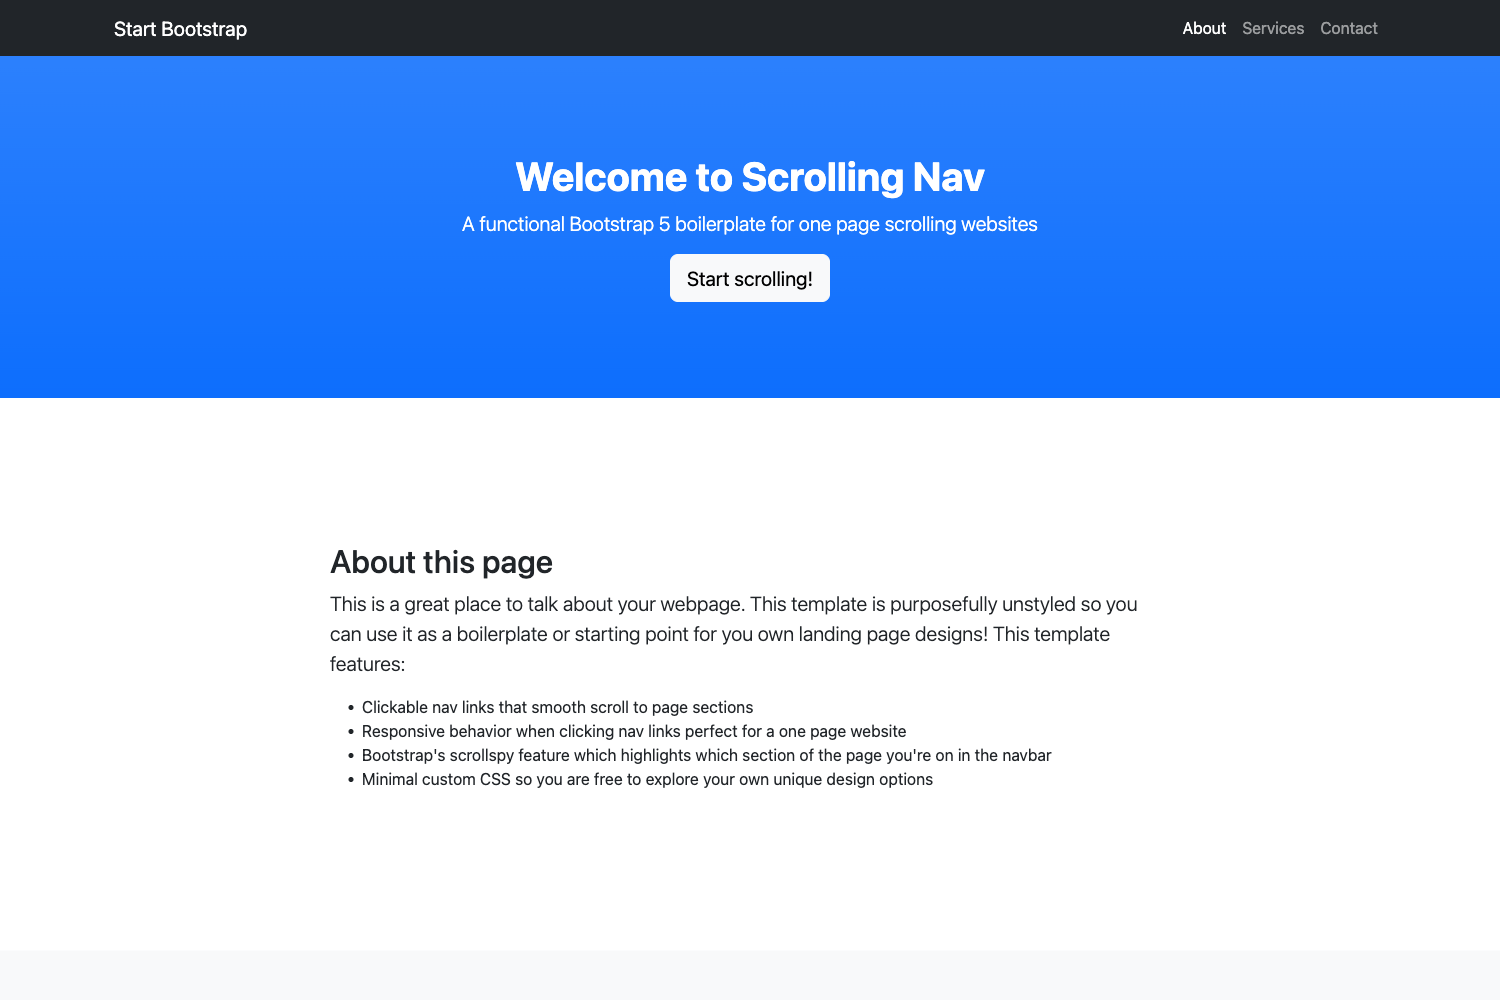 Start Bootstrap
About Services Contact
Welcome to Scrolling Nav
A functional Bootstrap 5 boilerplate for one page scrolling websites
Start scrolling!
About this page
This is a great place to talk about your webpage. This template is purposefully unstyled so you
can use it as a boilerplate or starting point for you own landing page designs! This template
features:
• Clickable nav links that smooth scroll to page sections
• Responsive behavior when clicking nav links perfect for a one page website
• Bootstrap's scrollspy feature which highlights which section of the page you're on in the navbar
• Minimal custom CSS so you are free to explore your own unique design options